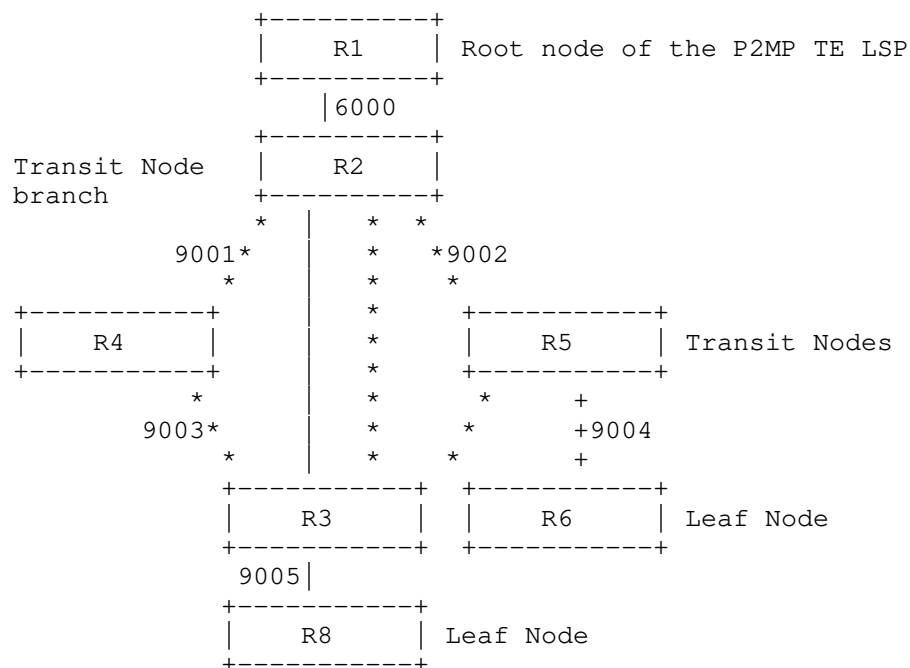 R1 Root node of the P2MP TE LSP
6000
Transit Node R2
branch
9001 9002
R4 R5 Transit Nodes
9003 9004
R3 R6 Leaf Node
9005
R8 Leaf Node